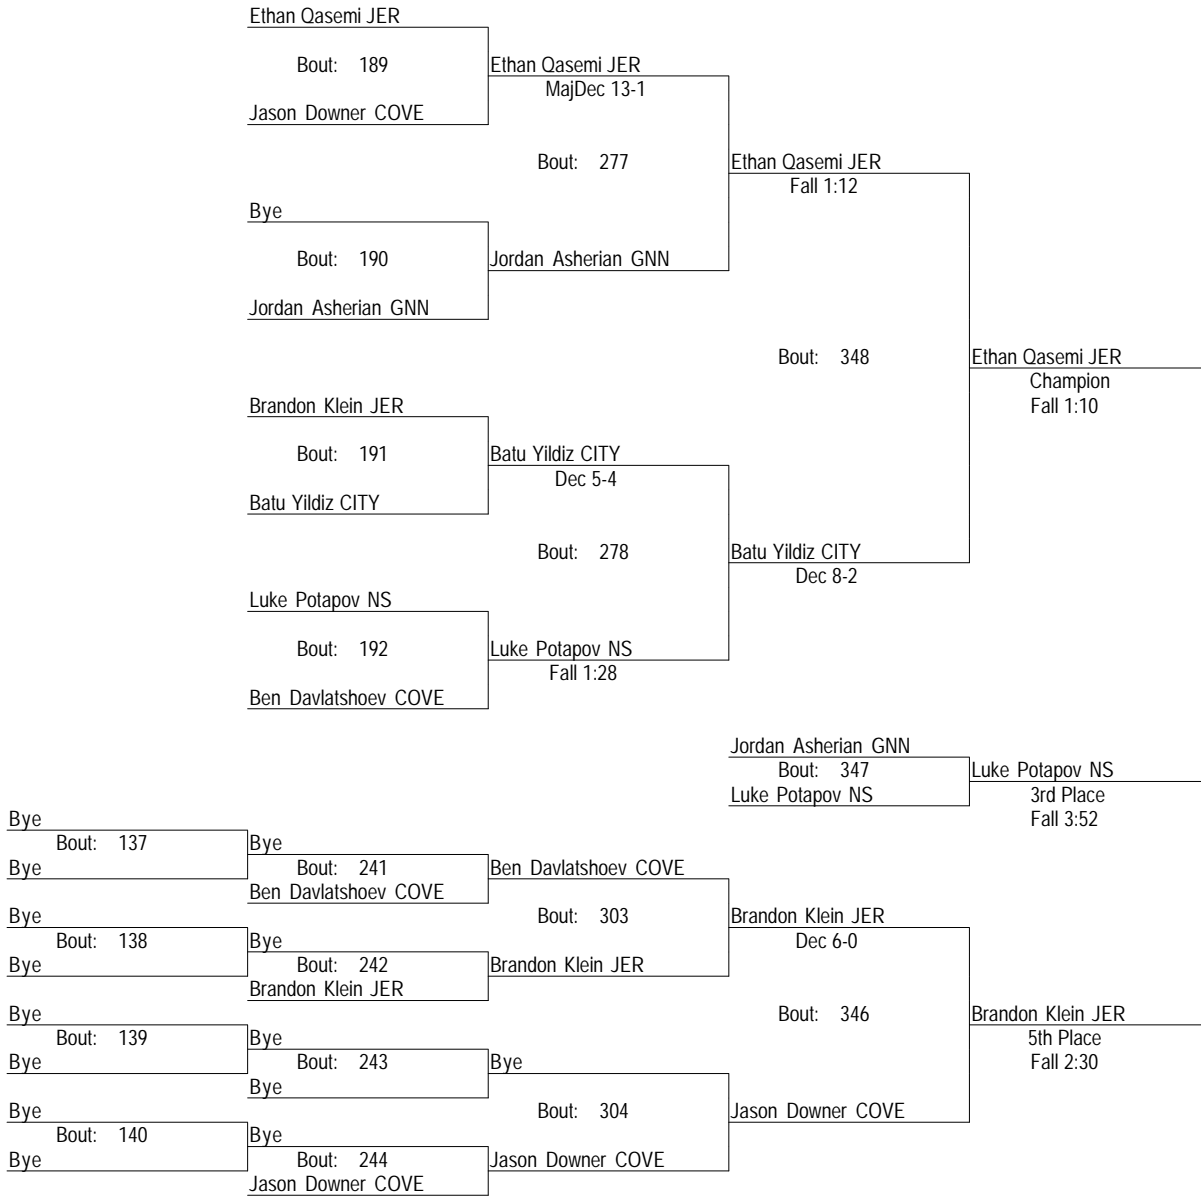 Ethan Qasemi JER
Bout: 189
Ethan Qasemi JER
MajDec 13-1
Jason Downer COVE
Bout: 277
Ethan Qasemi JER
Fall 1:12
Bye
Bout: 190
Jordan Asherian GNN
Jordan Asherian GNN
Bout: 348
Ethan Qasemi JER
Champion
Fall 1:10
Brandon Klein JER
Bout: 191
Batu Yildiz CITY
Dec 5-4
Batu Yildiz CITY
Bout: 278
Batu Yildiz CITY
Dec 8-2
Luke Potapov NS
Bout: 192
Luke Potapov NS
Fall 1:28
Ben Davlatshoev COVE
Jordan Asherian GNN
Bout: 347
Luke Potapov NS
Luke Potapov NS
3rd Place
Fall 3:52
Bye
Bout: 137
Bye
Bye
Bout: 241
Ben Davlatshoev COVE
Ben Davlatshoev COVE
Bye
Bout: 303
Brandon Klein JER
Dec 6-0
Bout: 138
Bye
Bye
Bout: 242
Brandon Klein JER
Brandon Klein JER
Bye
Bout: 346
Brandon Klein JER
5th Place
Fall 2:30
Bout: 139
Bye
Bye
Bout: 243
Bye
Bye
Bye
Bout: 304
Jason Downer COVE
Bout: 140
Bye
Bye
Bout: 244
Jason Downer COVE
Jason Downer COVE